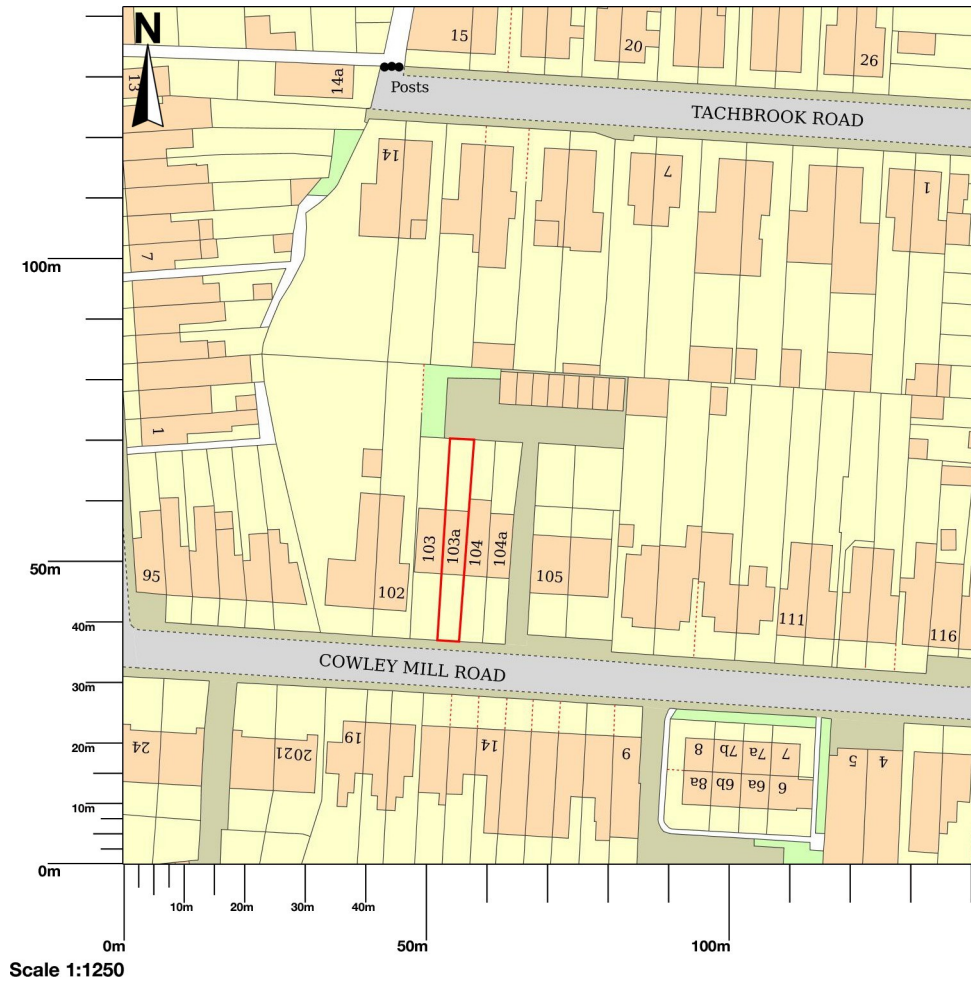 N
15
20
26
13
14a
Posts
TACHBROOK ROAD
14
7
1
7
100m
1
103
103a
104
104a
105
95
102
111
116
50m
40m
COWLEY MILL ROAD
30m
24
2021
19
14
9
8
7b
7a
7
5
4
20m
8a
6b
6a
6
10m
0m
10m
20m
30m
40m
0m
50m
100m
Scale 1:1250